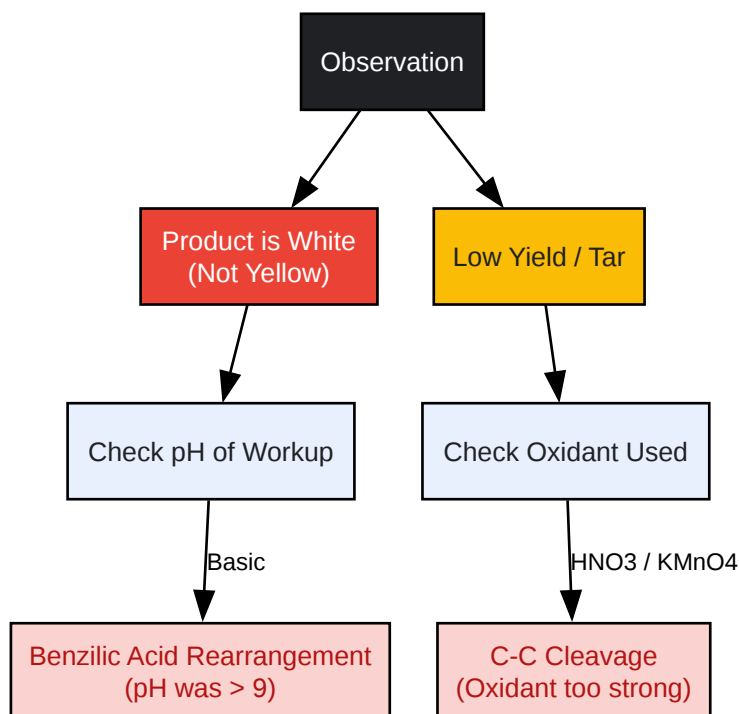 Observation
Product is White
(Not Yellow)
Low Yield / Tar
Check pH of Workup
Check Oxidant Used
Basic
HNO3 / KMnO4
Benzilic Acid Rearrangement
(pH was > 9)
C-C Cleavage
(Oxidant too strong)